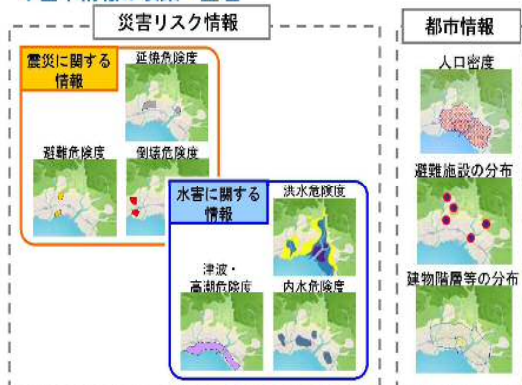 災害リスク情報
震災に関する
情報
延焼危険度
避難危険度
倒壊危険度
水害に関する
情報
洪水危険度
津波・
高潮危険度
内水危険度
都市情報
人口密度
避難施設の分布
建物階層等の分布